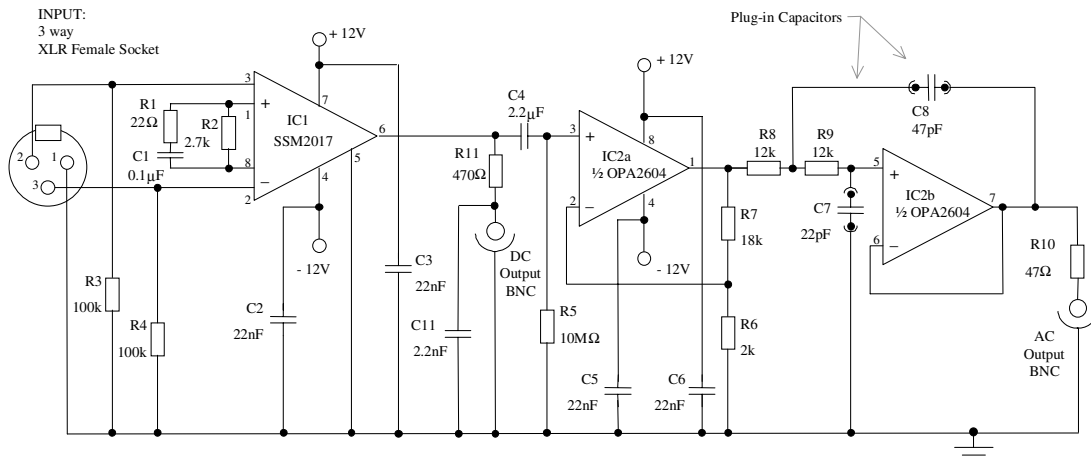 INPUT:
3 way
XLR Female Socket
Plug-in Capacitors
+ 12V
+ 12V
3
7
R1
22Ω
R2
2.7k
C1
0.1µF
+
1
8
−
2
IC1
SSM2017
6
5
4
- 12V
2
1
3
C4
2.2µF
R11
470Ω
3
+
8
IC2a
½ OPA2604
1
2
−
4
- 12V
R8
12k
R9
12k
C8
47pF
5
+
IC2b
½ OPA2604
7
6
−
C7
22pF
R7
18k
R10
47Ω
DC
Output
BNC
C3
22nF
R3
100k
R4
100k
C2
22nF
C11
2.2nF
R5
10MΩ
R6
2k
AC
Output
BNC
C5
22nF
C6
22nF